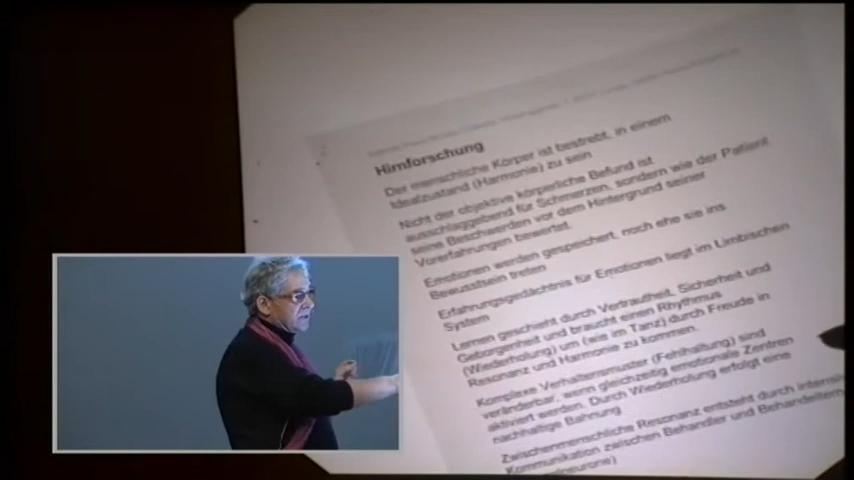 Hirnforschung
Der menschliche Körper ist bestrebt, in einem
Idealzustand (Harmonie) zu sein
Nicht der objektive körperliche Befund ist
ausschlaggebend für Schmerzen, sondern wie der Patient
seine Beschwerden vor dem Hintergrund seiner
Vorerfahrungen bewertet.
Emotionen werden gespeichert, noch ehe sie ins
Bewusstsein treten
Erfahrungsgedächtnis für Emotionen liegt im Limbischen
System
Lernen geschieht durch Vertrautheit, Sicherheit und
Geborgenheit und braucht einen Rhythmus
(Wiederholung) um (wie im Tanz) durch Freude in
Resonanz und Harmonie zu kommen.
Komplexe Verhaltensmuster (Fehlhaltung) sind
veränderbar, wenn gleichzeitig emotionale Zentren
aktiviert werden. Durch Wiederholung erfolgt eine
nachhaltige Bahnung
Zwischenmenschliche Resonanz entsteht durch intensiv
Kommunikation zwischen Behandler und Behandeltem